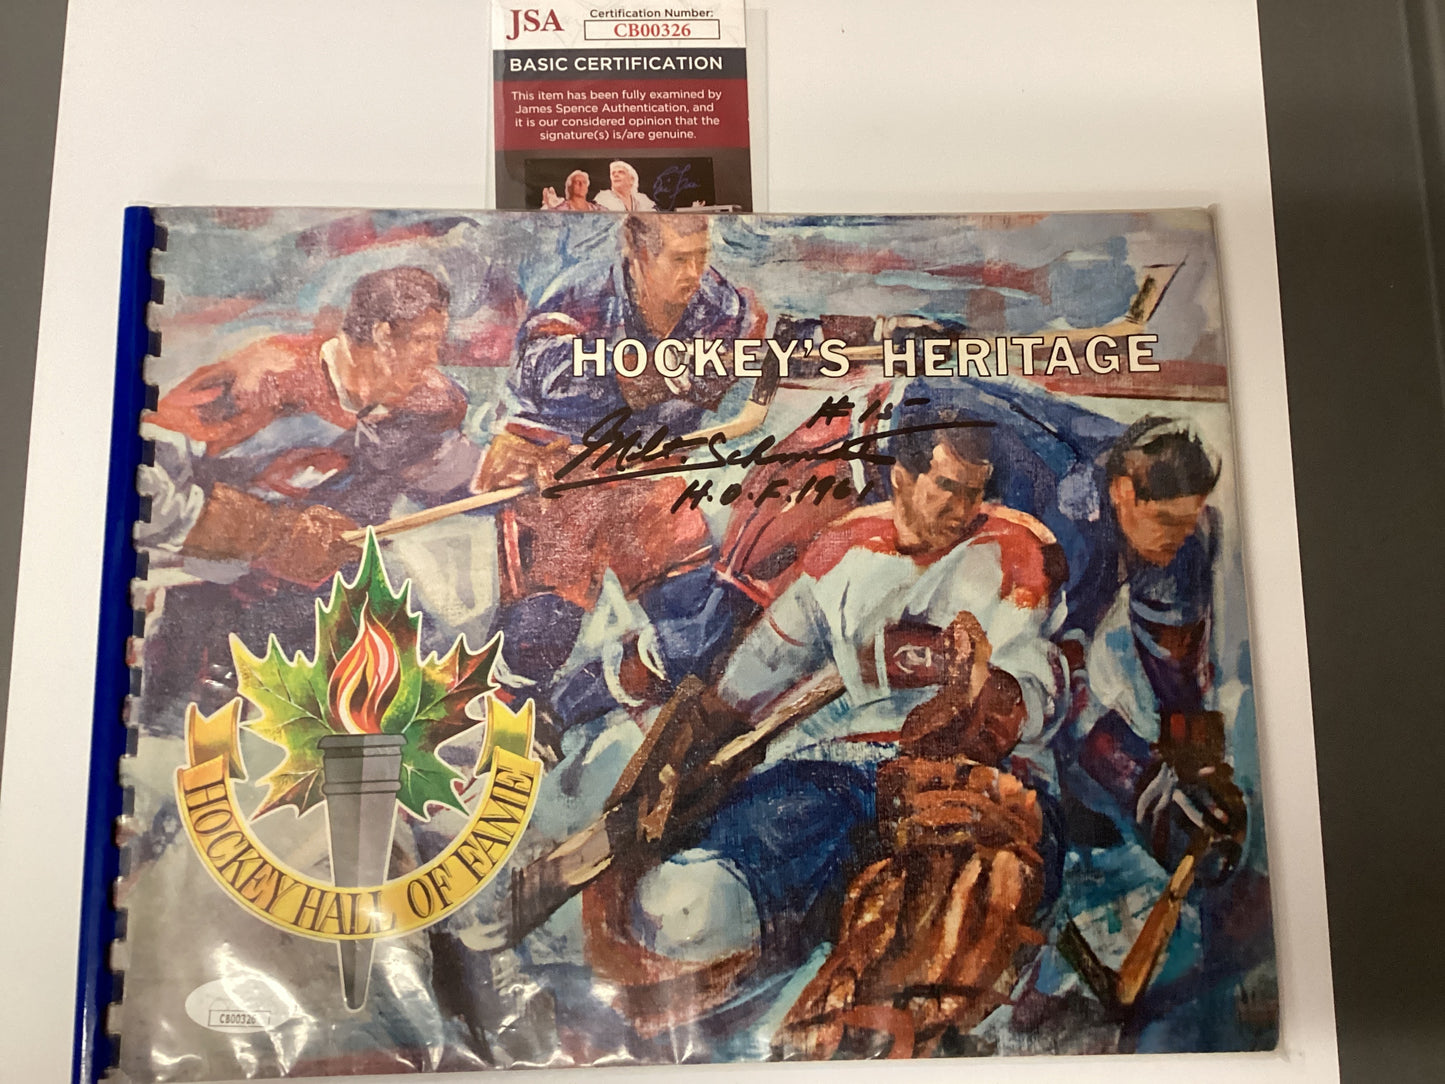 JSA
Certification Number:
CB00326
BASIC CERTIFICATION
This item has been fully examined by
James Spence Authentication, and
it is our considered opinion that the
signature(s) is/are genuine.
HOCKEY'S HERITAGE
#15
Milt Schmidt
H.O.F. 1961
HOCKEY HALL OF FAME
CB00326